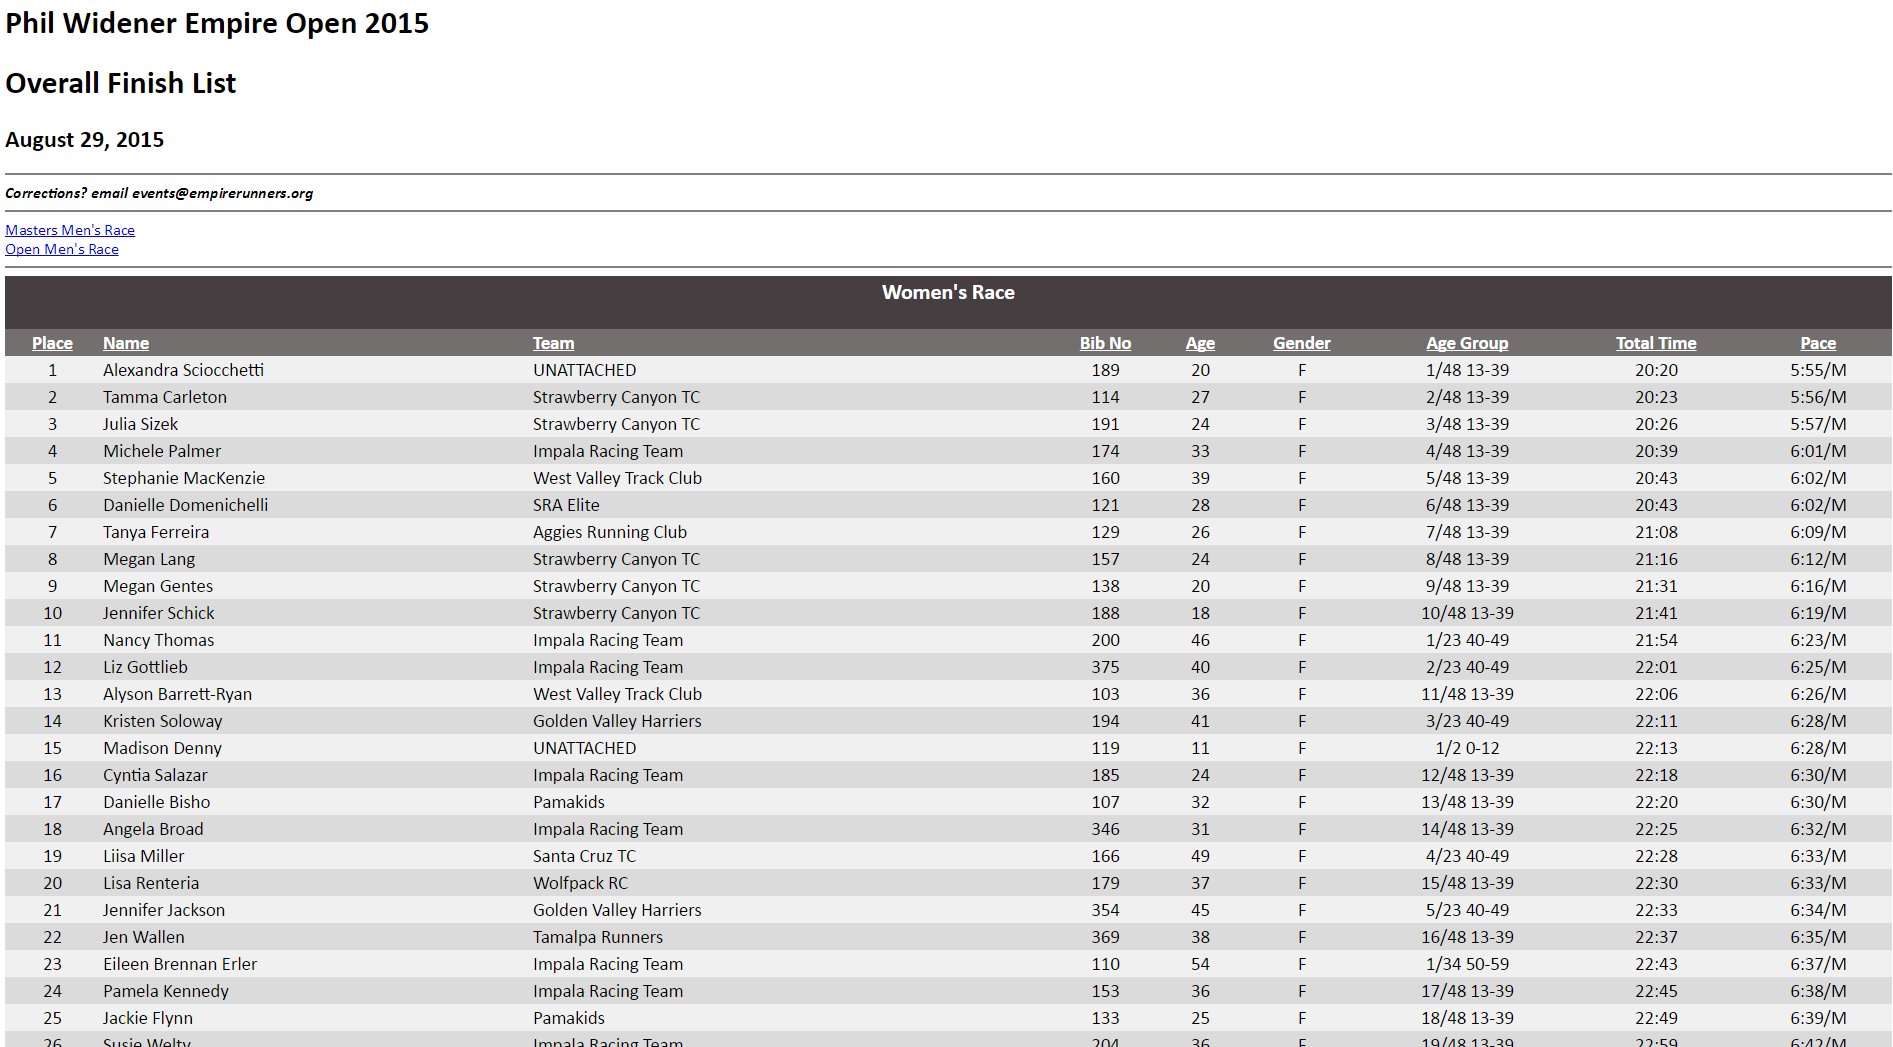 Phil Widener Empire Open 2015
Overall Finish List
August 29, 2015
Corrections? email events@empirerunners.org
Masters Men's Race
Open Men's Race
Women's Race
Place Name Team Bib No Age Gender Age Group Total Time Pace
1 Alexandra Sciocchetti UNATTACHED 189 20 F 1/48 13-39 20:20 5:55/M
2 Tamma Carleton Strawberry Canyon TC 114 27 F 2/48 13-39 20:23 5:56/M
3 Julia Sizek Strawberry Canyon TC 191 24 F 3/48 13-39 20:26 5:57/M
4 Michele Palmer Impala Racing Team 174 33 F 4/48 13-39 20:39 6:01/M
5 Stephanie MacKenzie West Valley Track Club 160 39 F 5/48 13-39 20:43 6:02/M
6 Danielle Domenichelli SRA Elite 121 28 F 6/48 13-39 20:43 6:02/M
7 Tanya Ferreira Aggies Running Club 129 26 F 7/48 13-39 21:08 6:09/M
8 Megan Lang Strawberry Canyon TC 157 24 F 8/48 13-39 21:16 6:12/M
9 Megan Gentes Strawberry Canyon TC 138 20 F 9/48 13-39 21:31 6:16/M
10 Jennifer Schick Strawberry Canyon TC 188 18 F 10/48 13-39 21:41 6:19/M
11 Nancy Thomas Impala Racing Team 200 46 F 1/23 40-49 21:54 6:23/M
12 Liz Gottlieb Impala Racing Team 375 40 F 2/23 40-49 22:01 6:25/M
13 Alyson Barrett-Ryan West Valley Track Club 103 36 F 11/48 13-39 22:06 6:26/M
14 Kristen Soloway Golden Valley Harriers 194 41 F 3/23 40-49 22:11 6:28/M
15 Madison Denny UNATTACHED 119 11 F 1/2 0-12 22:13 6:28/M
16 Cyntia Salazar Impala Racing Team 185 24 F 12/48 13-39 22:18 6:30/M
17 Danielle Bisho Pamakids 107 32 F 13/48 13-39 22:20 6:30/M
18 Angela Broad Impala Racing Team 346 31 F 14/48 13-39 22:25 6:32/M
19 Liisa Miller Santa Cruz TC 166 49 F 4/23 40-49 22:28 6:33/M
20 Lisa Renteria Wolfpack RC 179 37 F 15/48 13-39 22:30 6:33/M
21 Jennifer Jackson Golden Valley Harriers 354 45 F 5/23 40-49 22:33 6:34/M
22 Jen Wallen Tamalpa Runners 369 38 F 16/48 13-39 22:37 6:35/M
23 Eileen Brennan Erler Impala Racing Team 110 54 F 1/34 50-59 22:43 6:37/M
24 Pamela Kennedy Impala Racing Team 153 36 F 17/48 13-39 22:45 6:38/M
25 Jackie Flynn Pamakids 133 25 F 18/48 13-39 22:49 6:39/M
26 Susie Welty Impala Racing Team 204 36 F 19/48 13-39 22:59 6:42/M